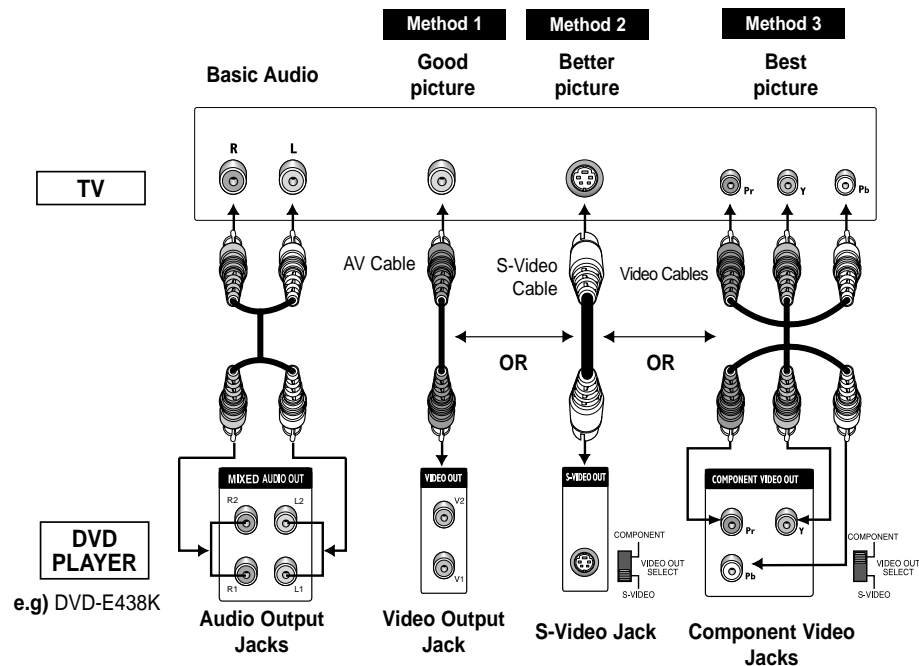 Method 1
Method 2
Method 3
Basic Audio
Good
picture
Better
picture
Best
picture
R
L
TV
Pr
Y
Pb
AV Cable
S-Video
Cable
Video Cables
OR
OR
MIXED AUDIO OUT
R2
L2
R1
L1
VIDEO OUT
V2
V1
S-VIDEO OUT
COMPONENT
VIDEO OUT
SELECT
S-VIDEO
COMPONENT VIDEO OUT
Pr
Y
Pb
COMPONENT
VIDEO OUT
SELECT
S-VIDEO
DVD
PLAYER
e.g) DVD-E438K
Audio Output
Jacks
Video Output
Jack
S-Video Jack
Component Video
Jacks